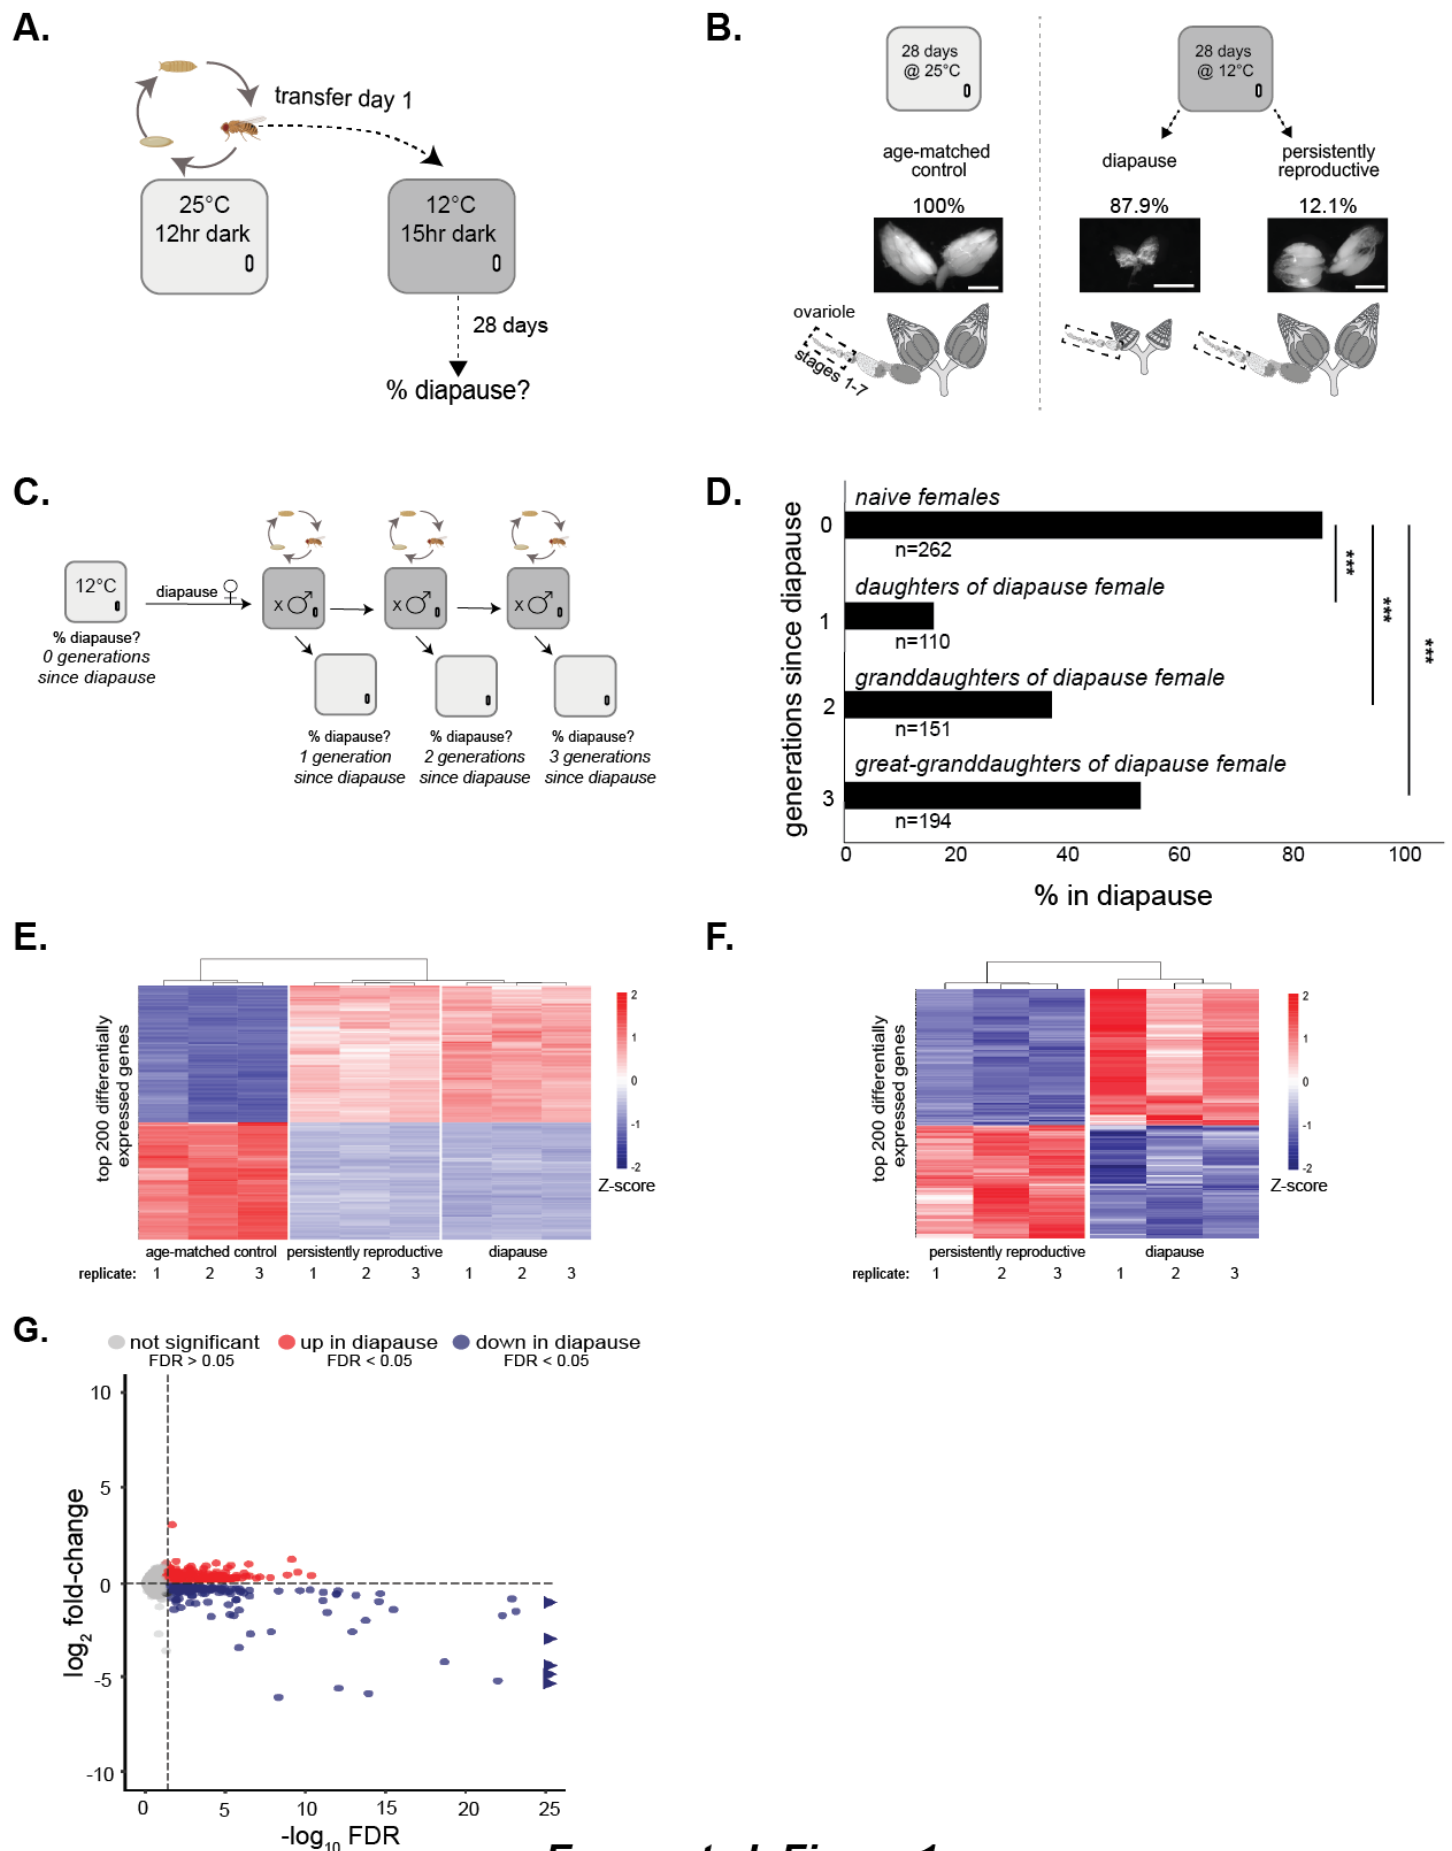 A.
transfer day 1
25°C
12hr dark
12°C
15hr dark
28 days
% diapause?
B.
28 days
@ 25°C
28 days
@ 12°C
age-matched
control
diapause
persistently
reproductive
100%
87.9%
12.1%
ovariole
stages 1-7
C.
12°C
diapause ♀
x ♂
x ♂
x ♂
% diapause?
0 generations
since diapause
% diapause?
1 generation
since diapause
% diapause?
2 generations
since diapause
% diapause?
3 generations
since diapause
D.
generations since diapause
0
naive females
n=262
1
daughters of diapause female
n=110
2
granddaughters of diapause female
n=151
3
great-granddaughters of diapause female
n=194
***
***
***
0 20 40 60 80 100
% in diapause
E.
top 200 differentially
expressed genes
2
1
0
-1
-2
Z-score
age-matched control persistently reproductive diapause
replicate: 1 2 3 1 2 3 1 2 3
F.
top 200 differentially
expressed genes
2
1
0
-1
-2
Z-score
persistently reproductive diapause
replicate: 1 2 3 1 2 3
G.
not significant up in diapause down in diapause
FDR > 0.05 FDR < 0.05 FDR < 0.05
log2 fold-change
10
5
0
-5
-10
0 5 10 15 20 25
-log10 FDR